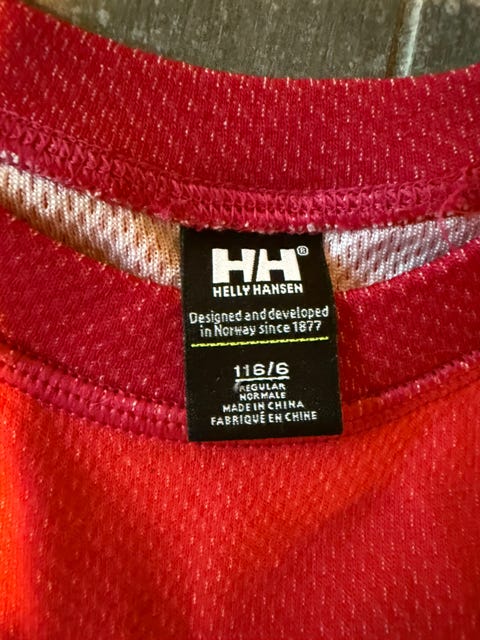 HH®
HELLY HANSEN
Designed and developed
in Norway since 1877
116/6
REGULAR
NORMALE
MADE IN CHINA
FABRIQUÉ EN CHINE